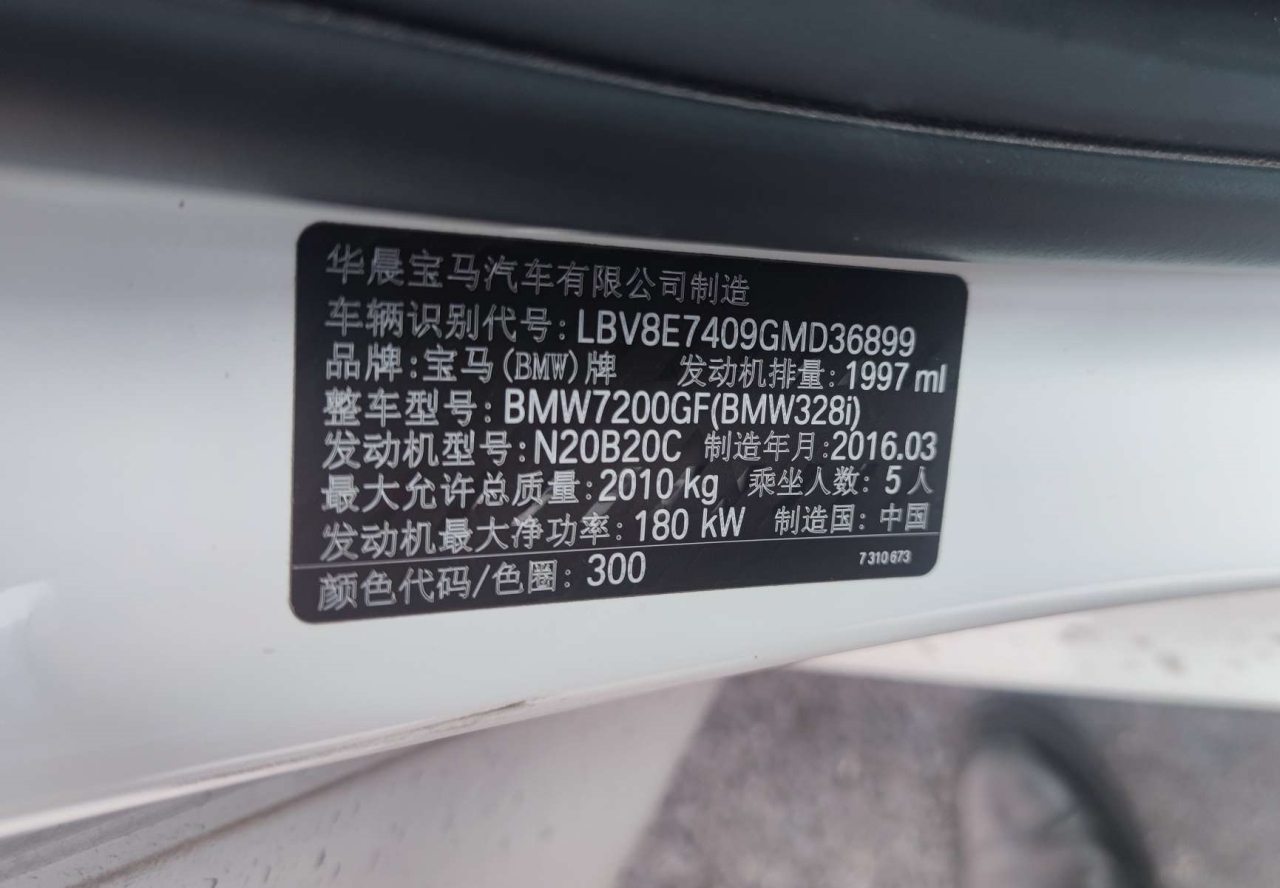 华晨宝马汽车有限公司制造
车辆识别代号: LBV8E7409GMD36899
品牌:宝马(BMW)牌 发动机排量: 1997 ml
整车型号: BMW7200GF(BMW328i)
发动机型号: N20B20C 制造年月: 2016.03
最大允许总质量: 2010 kg 乘坐人数: 5 人
发动机最大净功率: 180 kW 制造国: 中国
颜色代码/色圈: 300 7 310 673